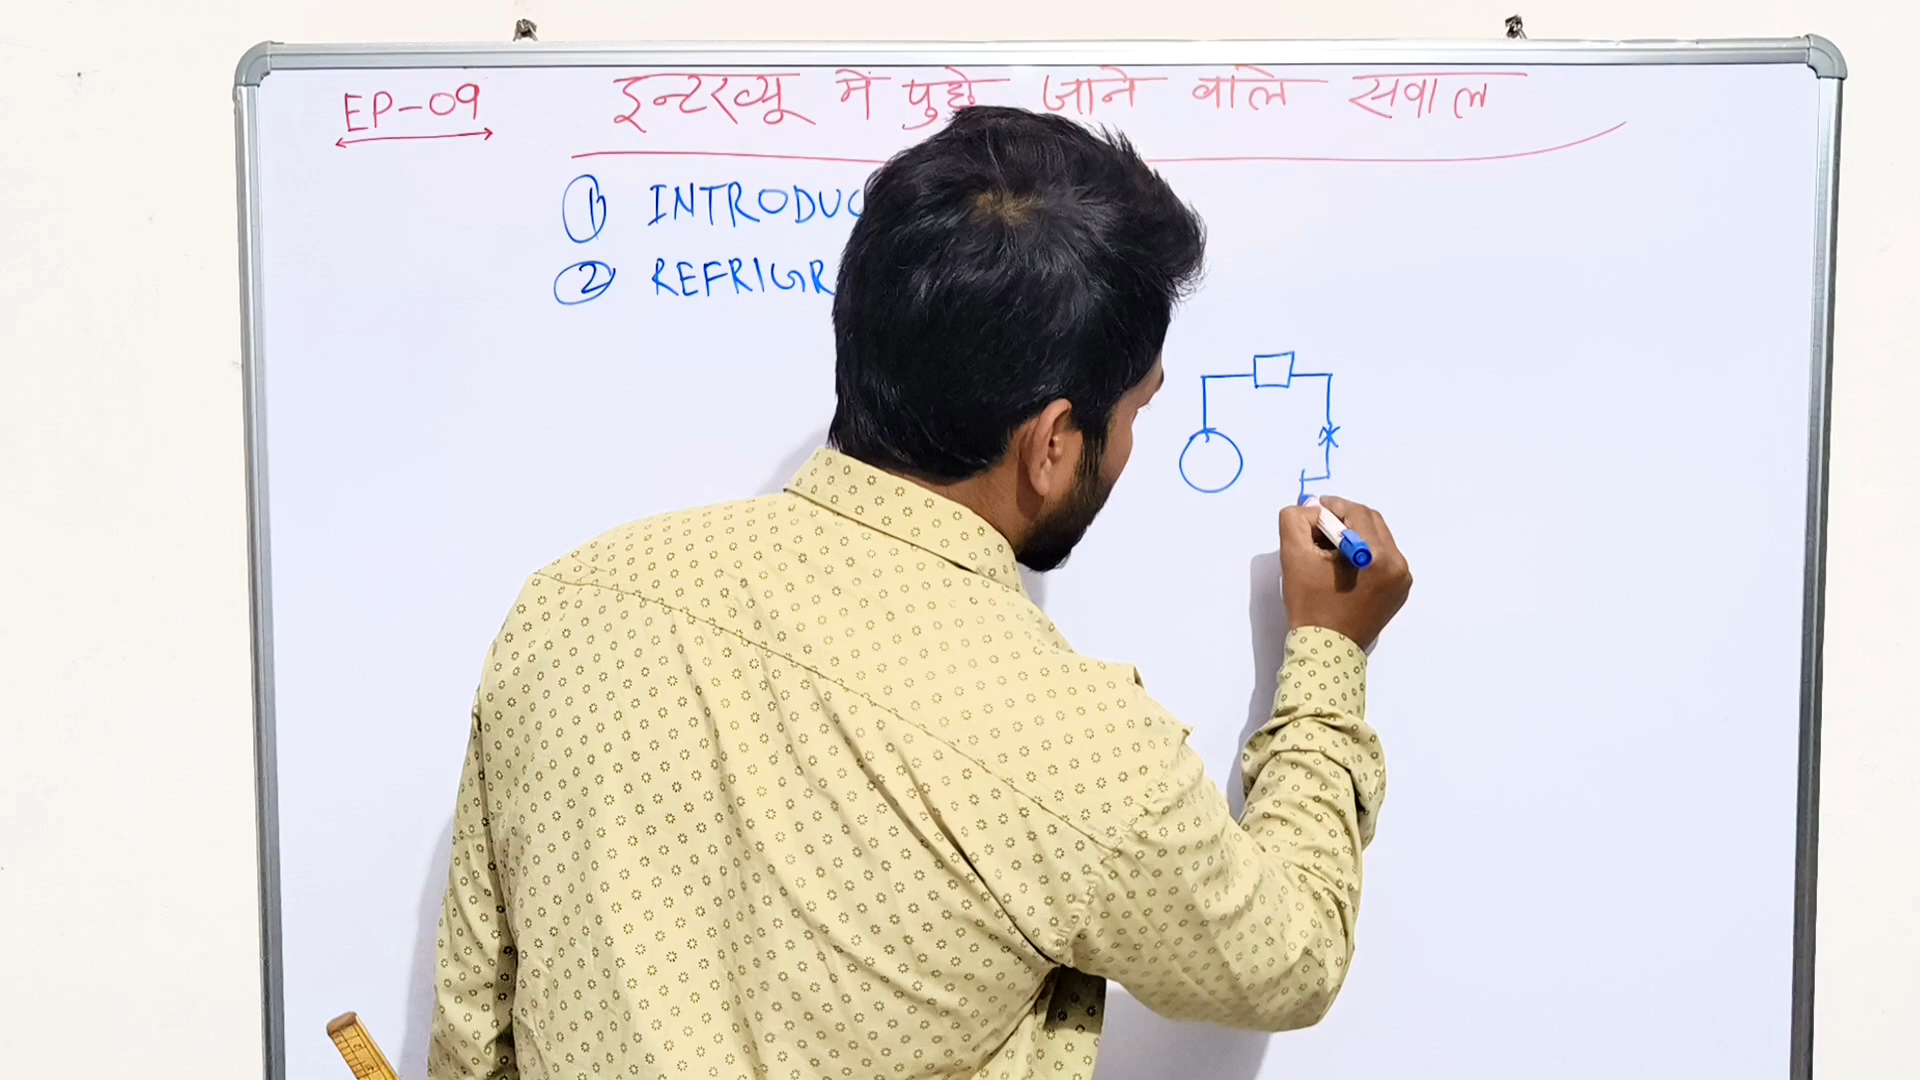 EP-09
इन्टरव्यू में पुछे जाने वाले सवाल
1 INTRODUC
2 REFRIGR